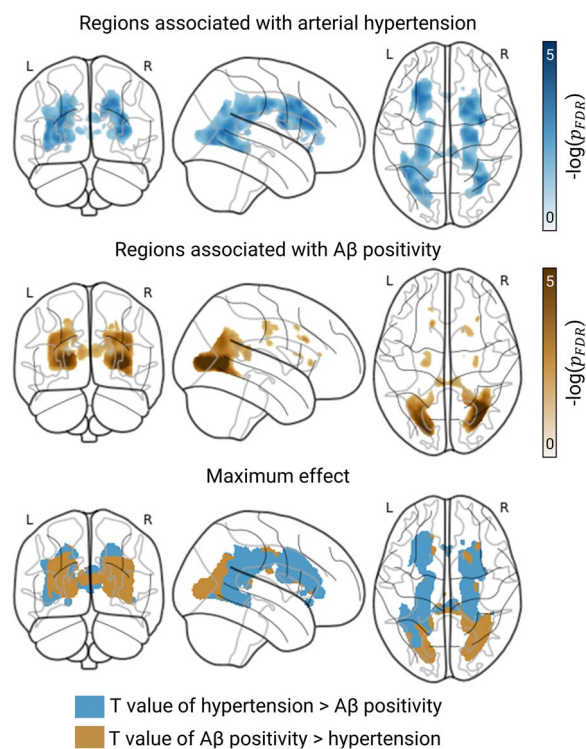 Regions associated with arterial hypertension
L R L R
5
-log(pFDR)
0
Regions associated with Aβ positivity
L R L R
5
-log(pFDR)
0
Maximum effect
L R L R
T value of hypertension > Aβ positivity
T value of Aβ positivity > hypertension